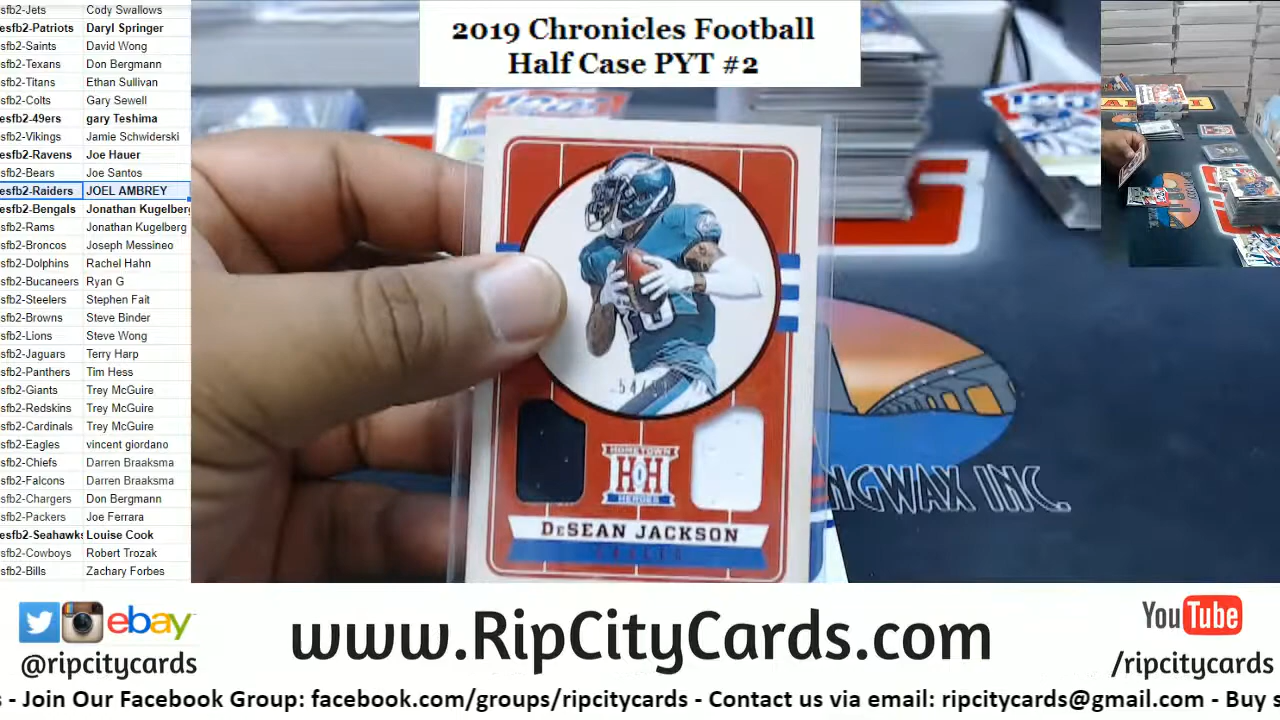 sfb2-Jets Cody Swallows
esfb2-Patriots Daryl Springer
sfb2-Saints David Wong
sfb2-Texans Don Bergmann
sfb2-Titans Ethan Sullivan
sfb2-Colts Gary Sewell
esfb2-49ers gary Teshima
sfb2-Vikings Jamie Schwiderski
esfb2-Ravens Joe Hauer
sfb2-Bears Joe Santos
esfb2-Raiders JOEL AMBREY
esfb2-Bengals Jonathan Kugelberg
sfb2-Rams Jonathan Kugelberg
sfb2-Broncos Joseph Messineo
sfb2-Dolphins Rachel Hahn
sfb2-Bucaneers Ryan G
sfb2-Steelers Stephen Fait
sfb2-Browns Steve Binder
sfb2-Lions Steve Wong
sfb2-Jaguars Terry Harp
sfb2-Panthers Tim Hess
sfb2-Giants Trey McGuire
sfb2-Redskins Trey McGuire
sfb2-Cardinals Trey McGuire
sfb2-Eagles vincent giordano
sfb2-Chiefs Darren Braaksma
sfb2-Falcons Darren Braaksma
sfb2-Chargers Don Bergmann
sfb2-Packers Joe Ferrara
esfb2-Seahawks Louise Cook
sfb2-Cowboys Robert Trozak
sfb2-Bills Zachary Forbes
2019 Chronicles Football
Half Case PYT #2
HOMETOWN
HOH
HEROES
DeSEAN JACKSON
NGWAX INC.
ebay
@ripcitycards
www.RipCityCards.com
YouTube
/ripcitycards
s - Join Our Facebook Group: facebook.com/groups/ripcitycards - Contact us via email: ripcitycards@gmail.com - Buy s